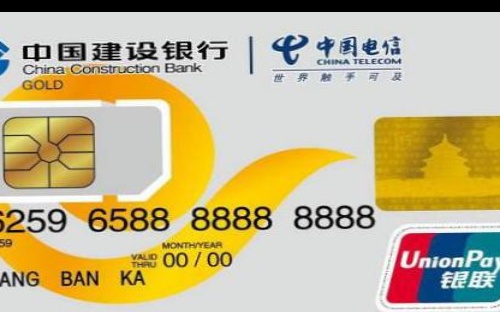 中国建设银行
China Construction Bank
GOLD
中国电信
CHINA TELECOM
世界触手可及
6259 6588 8888 8888
MONTH/YEAR
VALID THRU 00/00
ANG BAN KA
UnionPay
银联